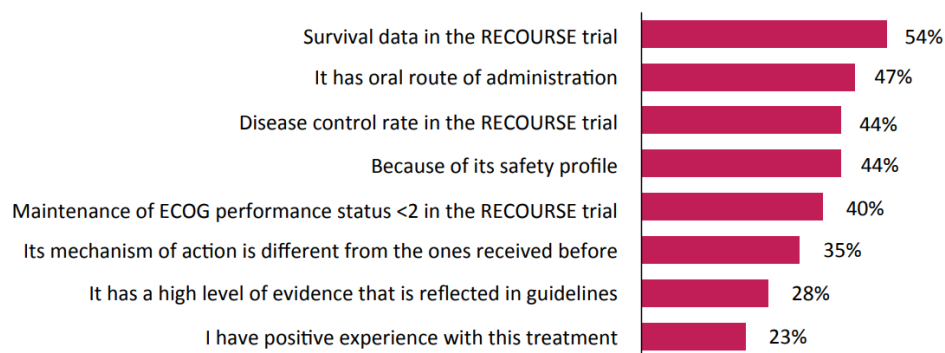 Survival data in the RECOURSE trial 54%
It has oral route of administration 47%
Disease control rate in the RECOURSE trial 44%
Because of its safety profile 44%
Maintenance of ECOG performance status <2 in the RECOURSE trial 40%
Its mechanism of action is different from the ones received before 35%
It has a high level of evidence that is reflected in guidelines 28%
I have positive experience with this treatment 23%